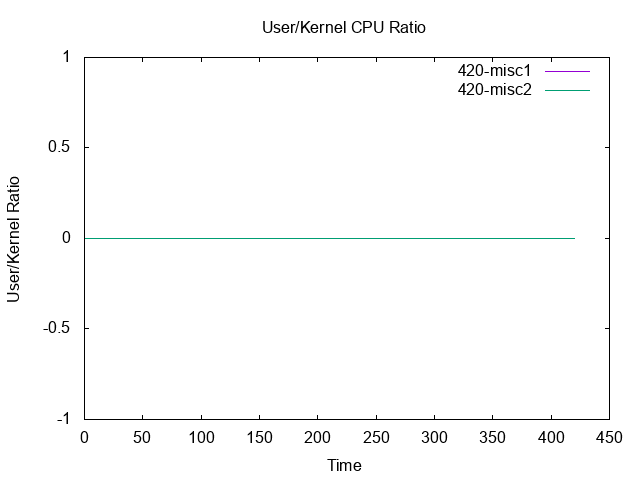 User/Kernel CPU Ratio
1
0.5
0
-0.5
-1
User/Kernel Ratio
420-misc1
420-misc2
0 50 100 150 200 250 300 350 400 450
Time